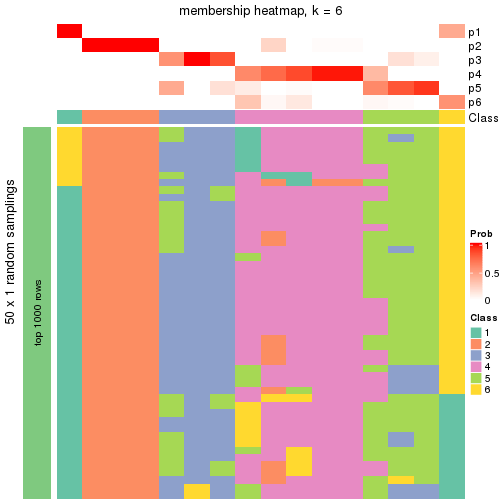 membership heatmap, k = 6
p1
p2
p3
p4
p5
p6
Class
50 x 1 random samplings
top 1000 rows
Prob
1
0.5
0
Class
1
2
3
4
5
6